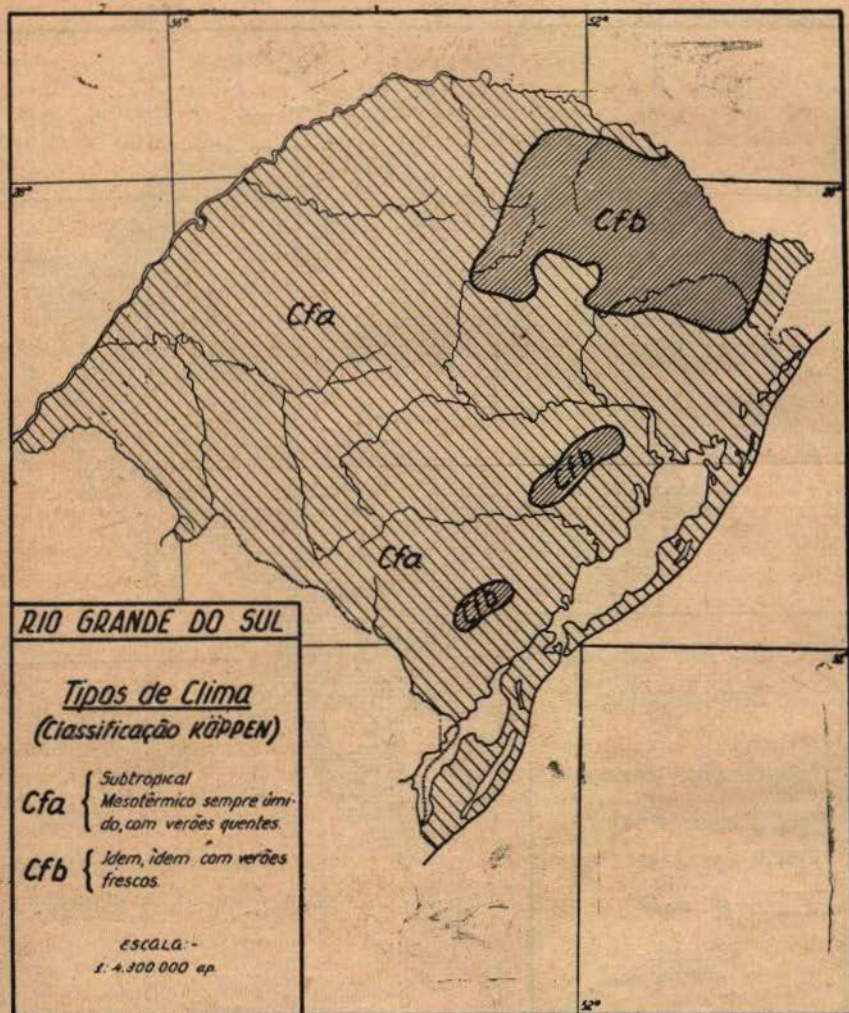 52°
Cfb
Cfa
Cfb
Cfa
Cfb
RIO GRANDE DO SUL
Tipos de Clima
(Classificação KÖPPEN)
Cfa { Subtropical
Mesotérmico sempre úmi-
do, com verões quentes.
Cfb { Idem, idem com verões
frescos.
ESCALA:-
1: 4.300.000 ap.
52°